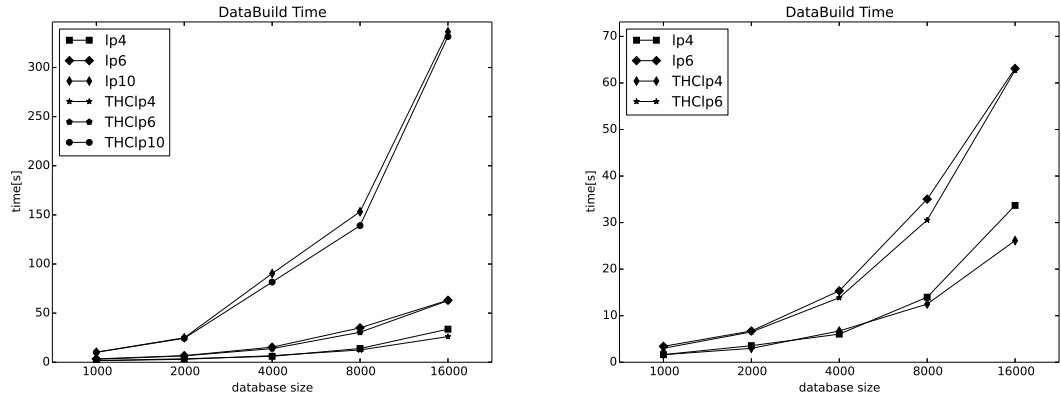 DataBuild Time
lp4
lp6
lp10
THClp4
THClp6
THClp10
300
250
200
150
100
50
0
time[s]
1000 2000 4000 8000 16000
database size
DataBuild Time
lp4
lp6
THClp4
THClp6
70
60
50
40
30
20
10
0
time[s]
1000 2000 4000 8000 16000
database size